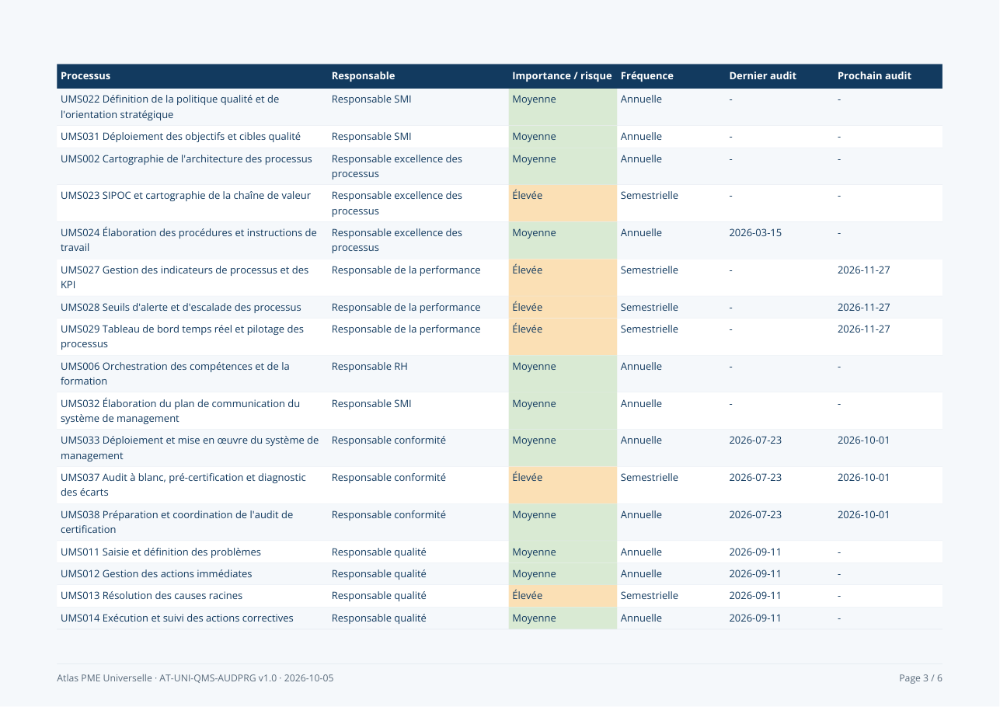 Processus Responsable Importance / risque Fréquence Dernier audit Prochain audit
UMS022 Définition de la politique qualité et de Responsable SMI Moyenne Annuelle - -
l'orientation stratégique
UMS031 Déploiement des objectifs et cibles qualité Responsable SMI Moyenne Annuelle - -
UMS002 Cartographie de l'architecture des processus Responsable excellence des Moyenne Annuelle - -
processus
UMS023 SIPOC et cartographie de la chaîne de valeur Responsable excellence des Élevée Semestrielle - -
processus
UMS024 Élaboration des procédures et instructions de Responsable excellence des Moyenne Annuelle 2026-03-15 -
travail processus
UMS027 Gestion des indicateurs de processus et des Responsable de la performance Élevée Semestrielle - 2026-11-27
KPI
UMS028 Seuils d'alerte et d'escalade des processus Responsable de la performance Élevée Semestrielle - 2026-11-27
UMS029 Tableau de bord temps réel et pilotage des Responsable de la performance Élevée Semestrielle - 2026-11-27
processus
UMS006 Orchestration des compétences et de la Responsable RH Moyenne Annuelle - -
formation
UMS032 Élaboration du plan de communication du Responsable SMI Moyenne Annuelle - -
système de management
UMS033 Déploiement et mise en œuvre du système de Responsable conformité Moyenne Annuelle 2026-07-23 2026-10-01
management
UMS037 Audit à blanc, pré-certification et diagnostic Responsable conformité Élevée Semestrielle 2026-07-23 2026-10-01
des écarts
UMS038 Préparation et coordination de l'audit de Responsable conformité Moyenne Annuelle 2026-07-23 2026-10-01
certification
UMS011 Saisie et définition des problèmes Responsable qualité Moyenne Annuelle 2026-09-11 -
UMS012 Gestion des actions immédiates Responsable qualité Moyenne Annuelle 2026-09-11 -
UMS013 Résolution des causes racines Responsable qualité Élevée Semestrielle 2026-09-11 -
UMS014 Exécution et suivi des actions correctives Responsable qualité Moyenne Annuelle 2026-09-11 -
Atlas PME Universelle · AT-UNI-QMS-AUDPRG v1.0 · 2026-10-05 Page 3 / 6